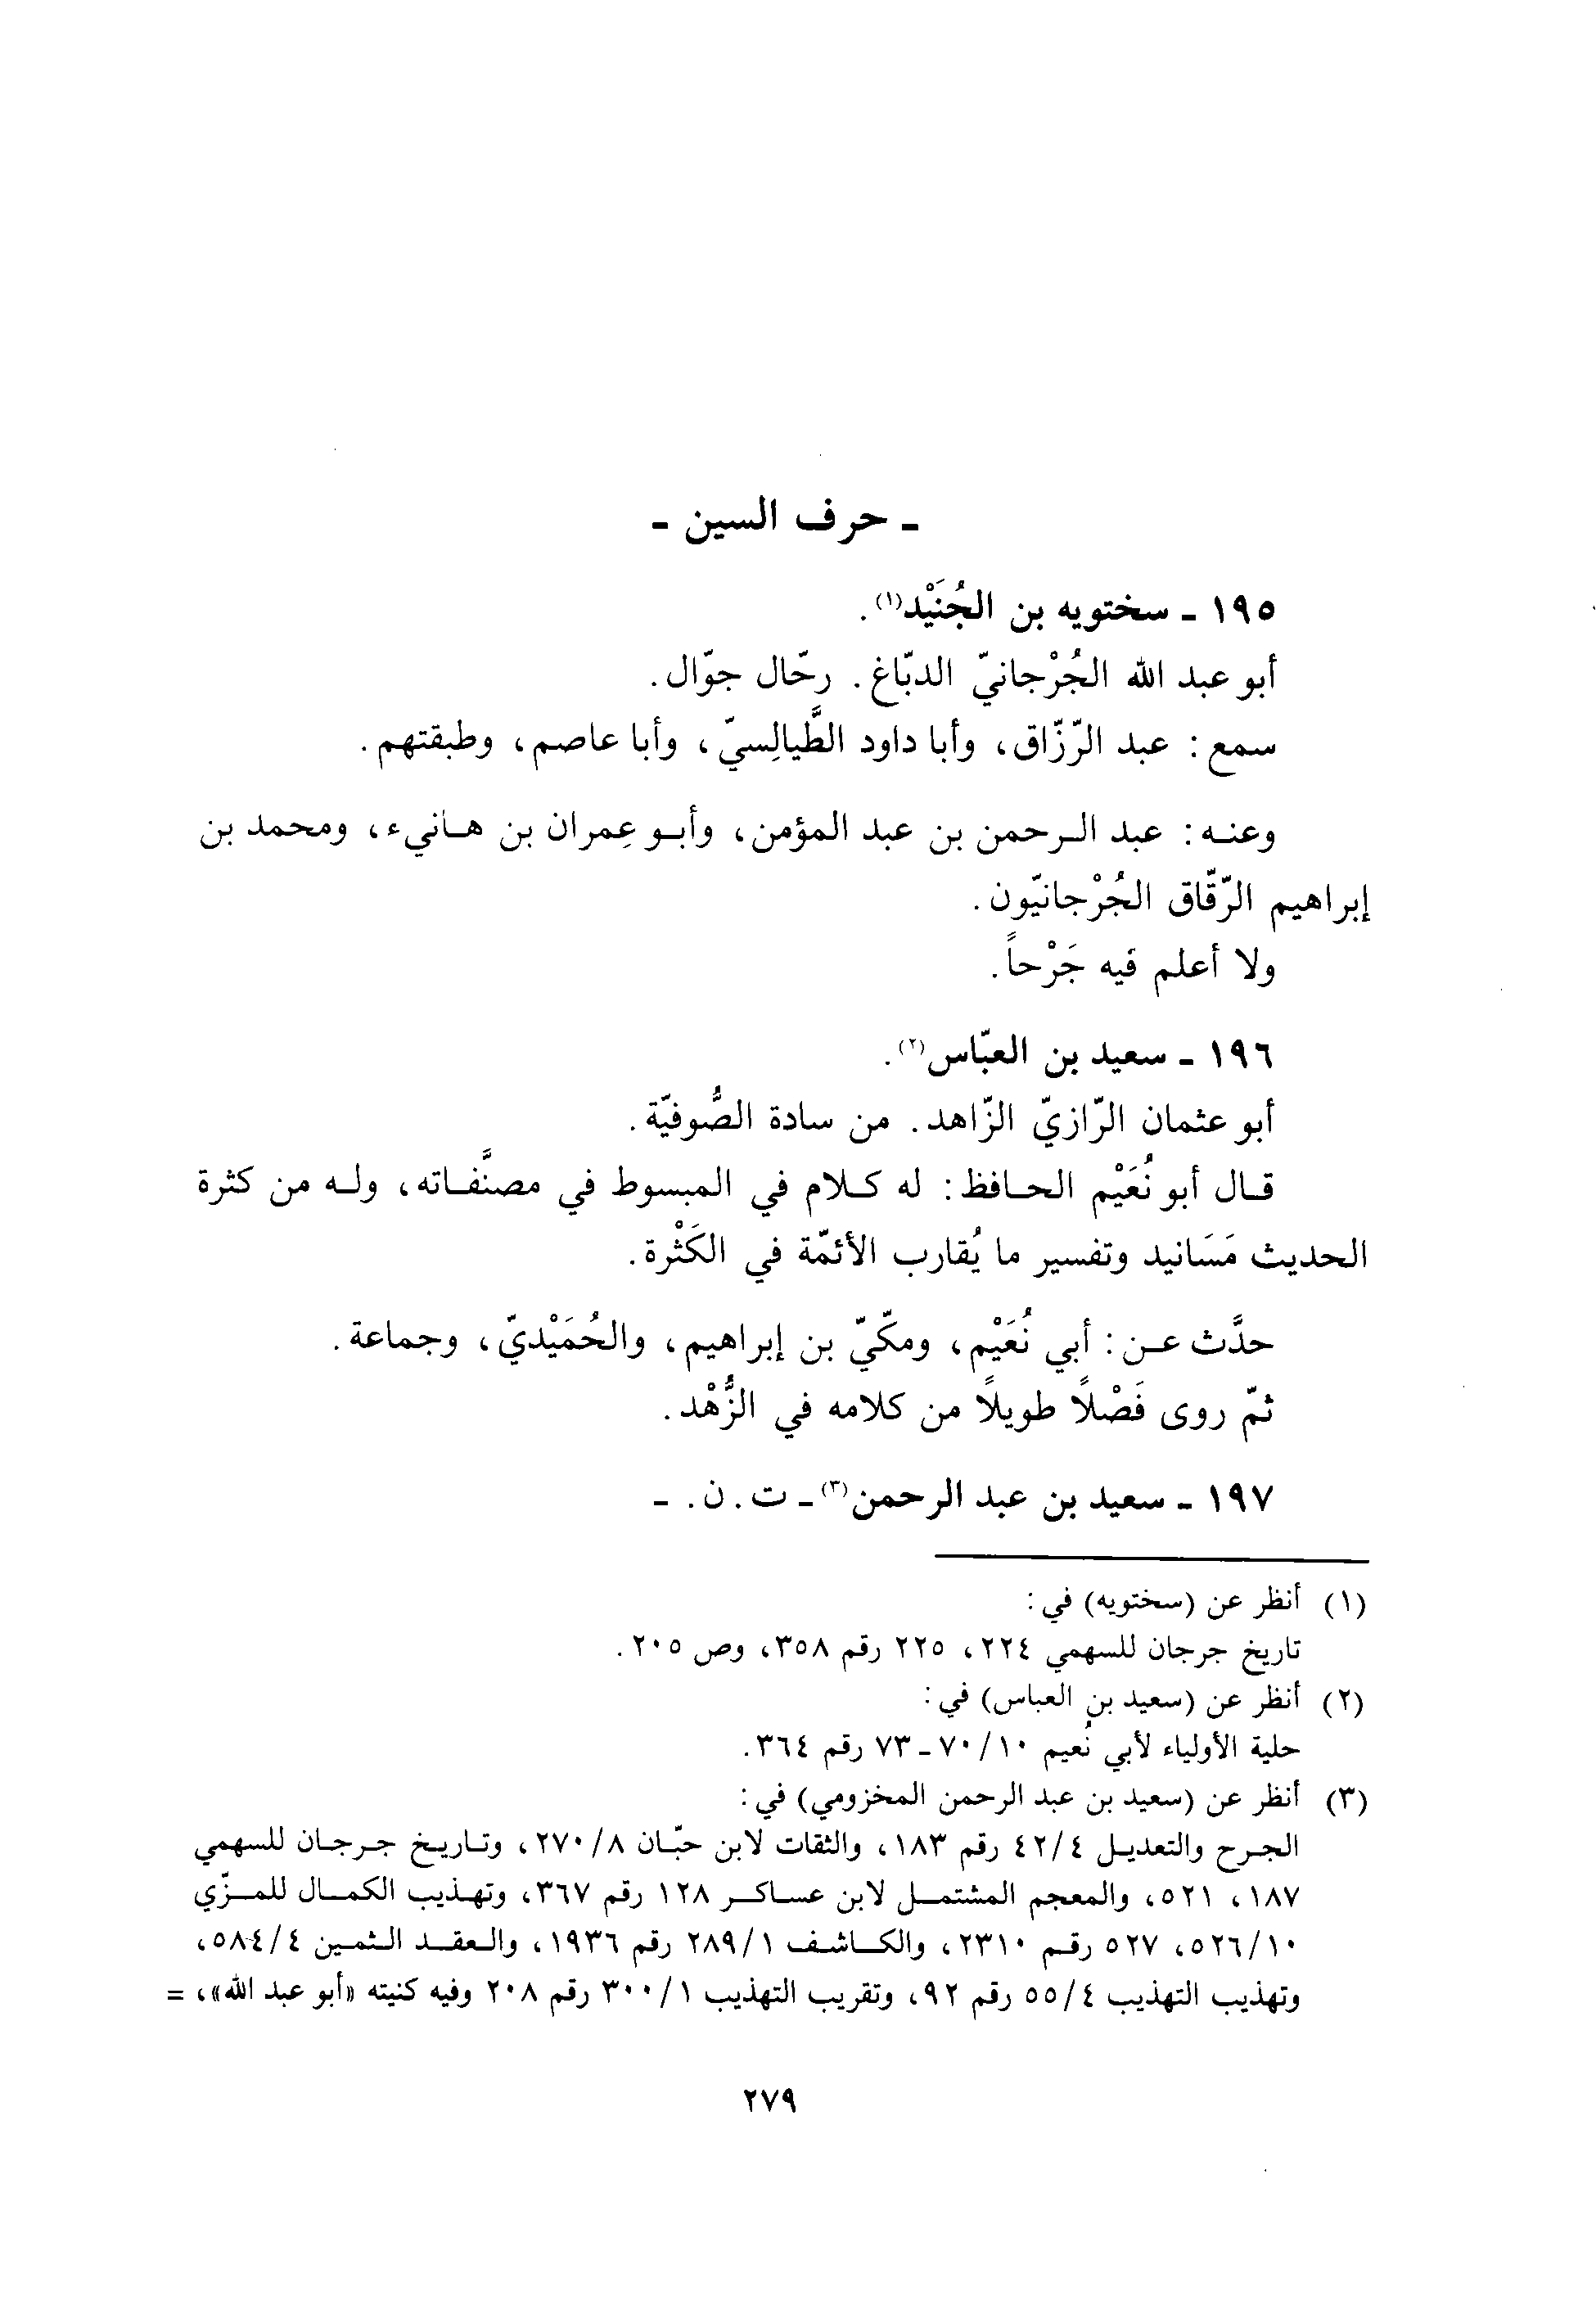 - حرف السين -
١٩٥ - سختويه بن الجُنَيْد(١).
أبو عبد الله الجُرْجانيّ الدبّاغ. رحّال جوّال.
سمع: عبد الرّزّاق، وأبا داود الطَّيالِسيّ، وأبا عاصم، وطبقتهم.
وعنه: عبد الرحمن بن عبد المؤمن، وأبو عِمران بن هانيء، ومحمد بن
إبراهيم الرّقّاق الجُرْجانيّون.
ولا أعلم فيه جَرْحاً.
١٩٦ - سعيد بن العبّاس(٢).
أبو عثمان الرّازيّ الزّاهد. من سادة الصُّوفيّة.
قال أبو نُعَيْم الحافظ: له كلام في المبسوط في مصنَّفاته، وله من كثرة
الحديث مَسَانيد وتفسير ما يُقارب الأئمّة في الكَثْرة.
حدَّث عن: أبي نُعَيْم، ومكّيّ بن إبراهيم، والحُمَيْديّ، وجماعة.
ثمّ روى فَصْلاً طويلاً من كلامه في الزُّهْد.
١٩٧ - سعيد بن عبد الرحمن(٣) - ت. ن. -
(١) أنظر عن (سختويه) في:
تاريخ جرجان للسهمي ٢٢٤، ٢٢٥ رقم ٣٥٨، وص ٢٠٥.
(٢) أنظر عن (سعيد بن العباس) في:
حلية الأولياء لأبي نُعيم ١٠/ ٧٠ - ٧٣ رقم ٣٦٤.
(٣) أنظر عن (سعيد بن عبد الرحمن المخزومي) في:
الجرح والتعديل ٤/ ٤٢ رقم ١٨٣، والثقات لابن حبّان ٨/ ٢٧٠، وتاريخ جرجان للسهمي
١٨٧، ٥٢١، والمعجم المشتمل لابن عساكر ١٢٨ رقم ٣٦٧، وتهذيب الكمال للمزّي
١٠/ ٥٢٦، ٥٢٧ رقم ٢٣١٠، والكاشف ١/ ٢٨٩ رقم ١٩٣٦، والعقد الثمين ٤/ ٥٨٤،
وتهذيب التهذيب ٤/ ٥٥ رقم ٩٢، وتقريب التهذيب ١/ ٣٠٠ رقم ٢٠٨ وفيه كنيته «أبو عبد الله»، =
٢٧٩